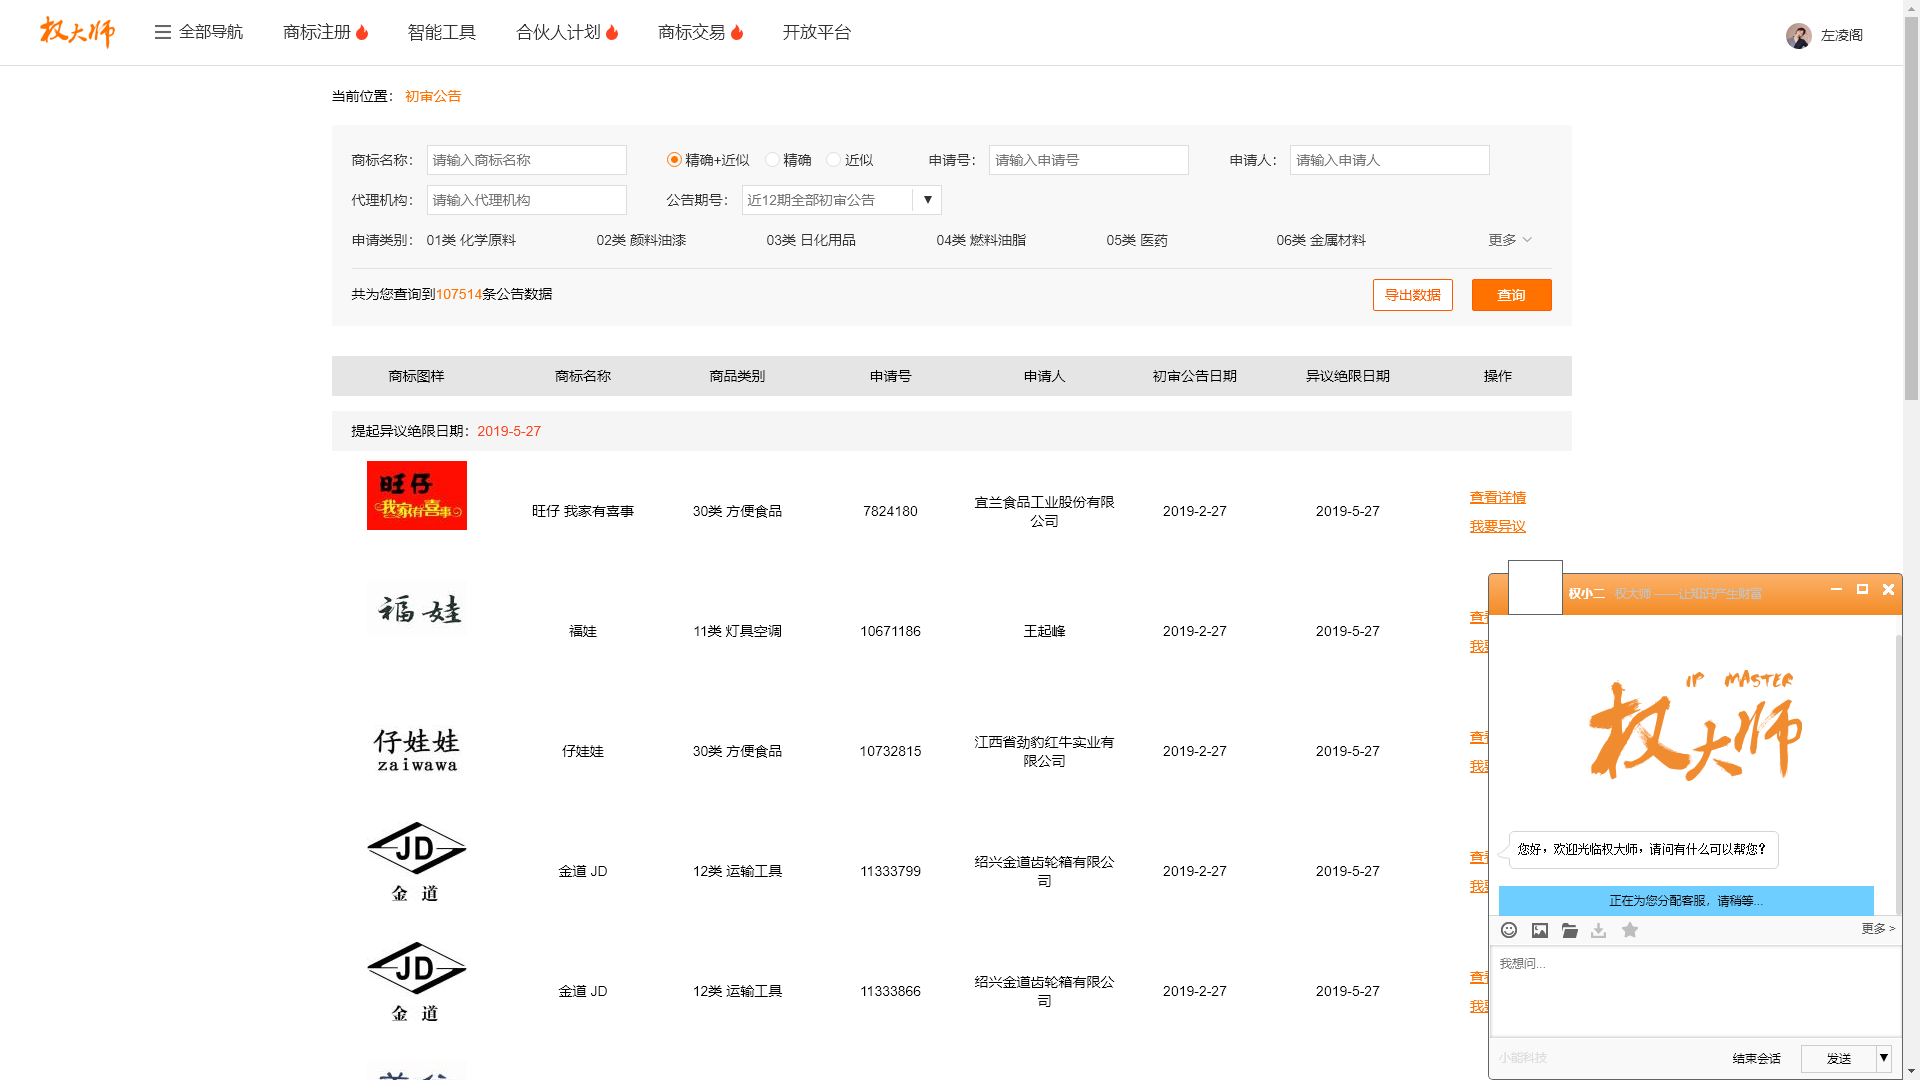 权大师 全部导航 商标注册 智能工具 合伙人计划 商标交易 开放平台 左凌阁
当前位置： 初审公告
商标名称： 请输入商标名称 精确+近似 精确 近似 申请号： 请输入申请号 申请人： 请输入申请人
代理机构： 请输入代理机构 公告期号： 近12期全部初审公告
申请类别： 01类 化学原料 02类 颜料油漆 03类 日化用品 04类 燃料油脂 05类 医药 06类 金属材料 更多
共为您查询到107514条公告数据 导出数据 查询
商标图样 商标名称 商品类别 申请号 申请人 初审公告日期 异议绝限日期 操作
提起异议绝限日期：2019-5-27
旺仔
我家有喜事
旺仔 我家有喜事 30类 方便食品 7824180 宜兰食品工业股份有限
公司 2019-2-27 2019-5-27 查看详情
我要异议
福娃 福娃 11类 灯具空调 10671186 王起峰 2019-2-27 2019-5-27 查
我
仔娃娃
zaiwawa
仔娃娃 30类 方便食品 10732815 江西省劲豹红牛实业有
限公司 2019-2-27 2019-5-27 查
我
JD
金道
金道 JD 12类 运输工具 11333799 绍兴金道齿轮箱有限公
司 2019-2-27 2019-5-27 查
我
JD
金道
金道 JD 12类 运输工具 11333866 绍兴金道齿轮箱有限公
司 2019-2-27 2019-5-27 查
我
权小二 权大师 ——让知识产生财富
IP MASTER
权大师
您好，欢迎光临权大师，请问有什么可以帮您？
正在为您分配客服，请稍等...
更多 >
我想问...
小能科技 结束会话 发送